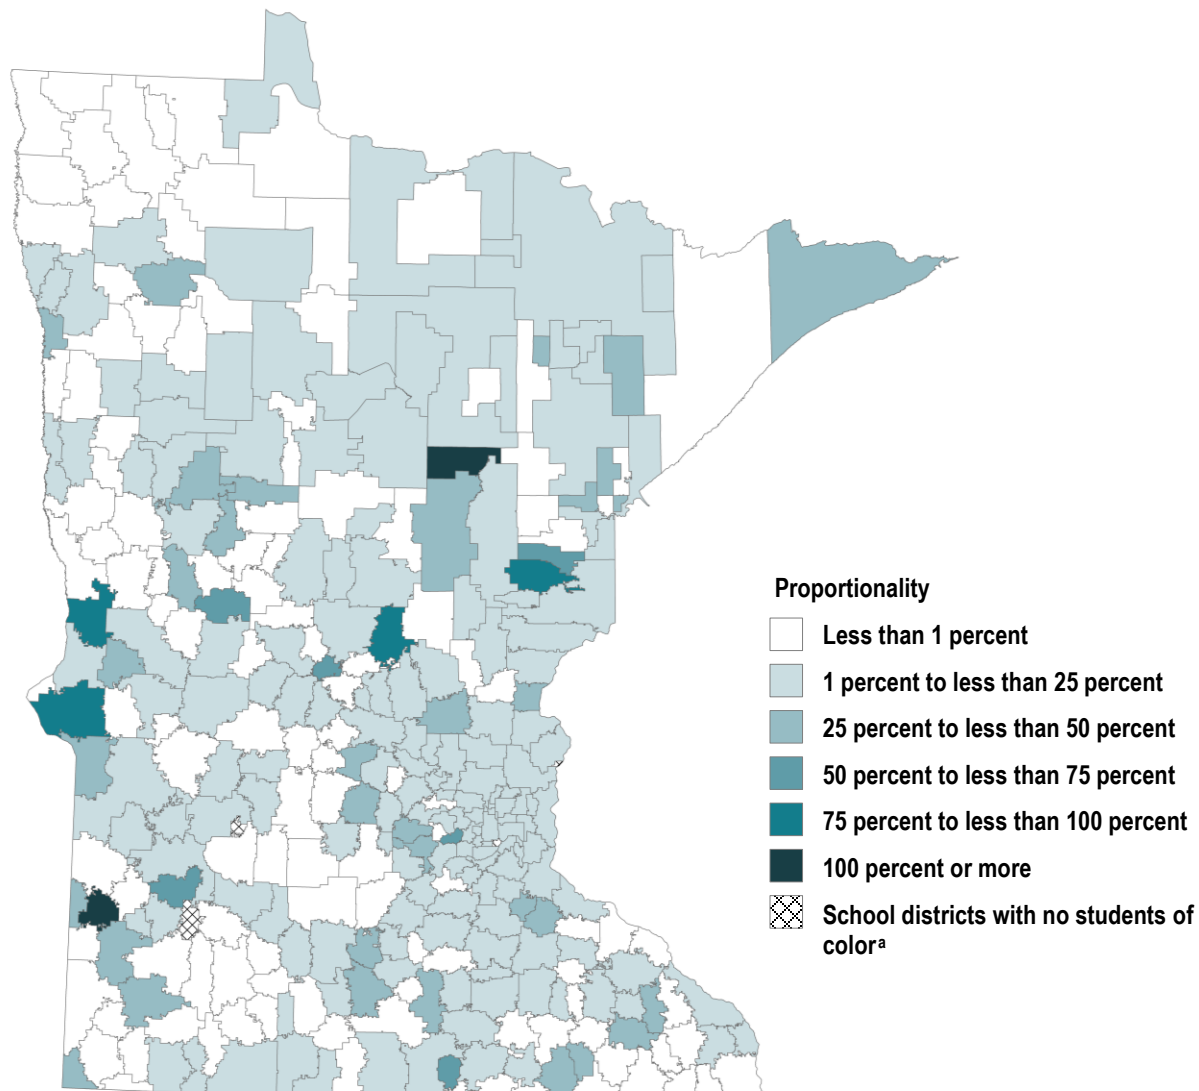 Proportionality
Less than 1 percent
1 percent to less than 25 percent
25 percent to less than 50 percent
50 percent to less than 75 percent
75 percent to less than 100 percent
100 percent or more
School districts with no students of
colorᵃ